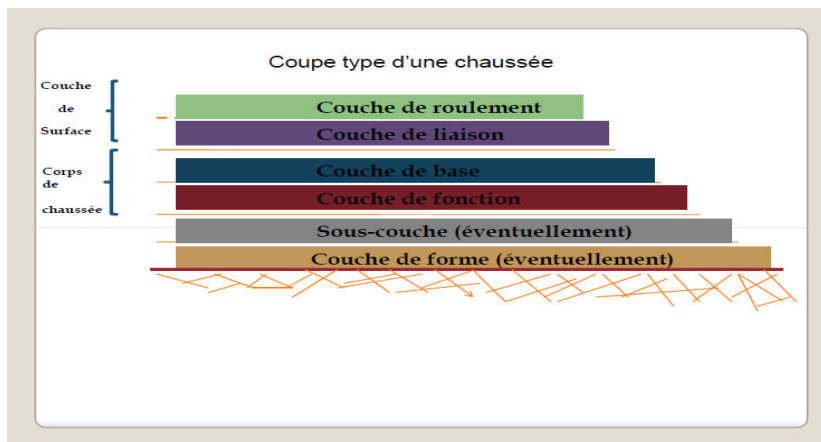 Coupe type d'une chaussée
Couche
de
Surface
Couche de roulement
Couche de liaison
Corps
de
chaussée
Couche de base
Couche de fonction
Sous-couche (éventuellement)
Couche de forme (éventuellement)